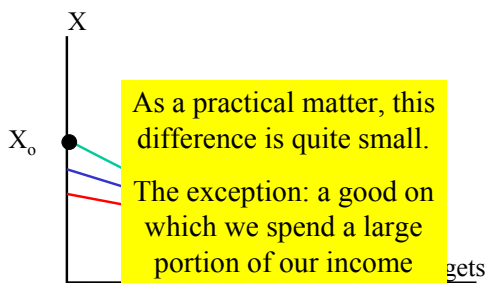 X
As a practical matter, this
difference is quite small.
X₀
The exception: a good on
which we spend a large
portion of our income
gets